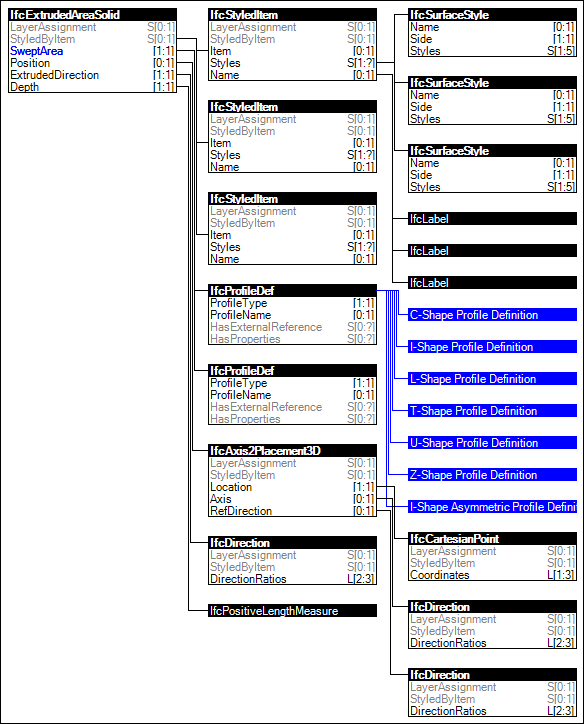 IfcExtrudedAreaSolid
LayerAssignment S[0:1]
StyledByItem S[0:1]
SweptArea [1:1]
Position [0:1]
ExtrudedDirection [1:1]
Depth [1:1]
IfcStyledItem
LayerAssignment S[0:1]
StyledByItem S[0:1]
Item [0:1]
Styles S[1:?]
Name [0:1]
IfcStyledItem
LayerAssignment S[0:1]
StyledByItem S[0:1]
Item [0:1]
Styles S[1:?]
Name [0:1]
IfcStyledItem
LayerAssignment S[0:1]
StyledByItem S[0:1]
Item [0:1]
Styles S[1:?]
Name [0:1]
IfcProfileDef
ProfileType [1:1]
ProfileName [0:1]
HasExternalReference S[0:?]
HasProperties S[0:?]
IfcProfileDef
ProfileType [1:1]
ProfileName [0:1]
HasExternalReference S[0:?]
HasProperties S[0:?]
IfcAxis2Placement3D
LayerAssignment S[0:1]
StyledByItem S[0:1]
Location [1:1]
Axis [0:1]
RefDirection [0:1]
IfcDirection
LayerAssignment S[0:1]
StyledByItem S[0:1]
DirectionRatios L[2:3]
IfcPositiveLengthMeasure
IfcSurfaceStyle
Name [0:1]
Side [1:1]
Styles S[1:5]
IfcSurfaceStyle
Name [0:1]
Side [1:1]
Styles S[1:5]
IfcSurfaceStyle
Name [0:1]
Side [1:1]
Styles S[1:5]
IfcLabel
IfcLabel
IfcLabel
C-Shape Profile Definition
I-Shape Profile Definition
L-Shape Profile Definition
T-Shape Profile Definition
U-Shape Profile Definition
Z-Shape Profile Definition
I-Shape Asymmetric Profile Defini
IfcCartesianPoint
LayerAssignment S[0:1]
StyledByItem S[0:1]
Coordinates L[1:3]
IfcDirection
LayerAssignment S[0:1]
StyledByItem S[0:1]
DirectionRatios L[2:3]
IfcDirection
LayerAssignment S[0:1]
StyledByItem S[0:1]
DirectionRatios L[2:3]